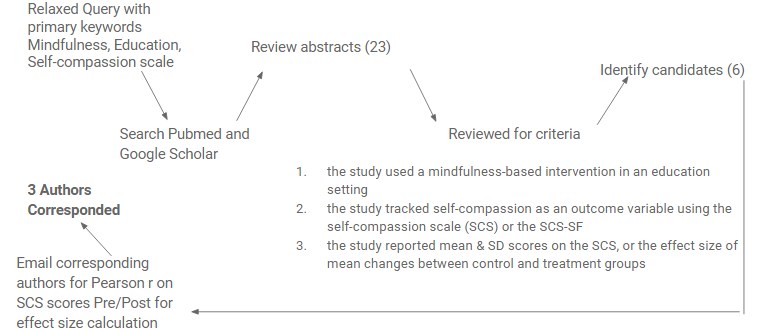 Relaxed Query with
primary keywords
Mindfulness, Education,
Self-compassion scale
Search Pubmed and
Google Scholar
Review abstracts (23)
Reviewed for criteria
1. the study used a mindfulness-based intervention in an education
setting
2. the study tracked self-compassion as an outcome variable using the
self-compassion scale (SCS) or the SCS-SF
3. the study reported mean & SD scores on the SCS, or the effect size of
mean changes between control and treatment groups
Identify candidates (6)
Email corresponding
authors for Pearson r on
SCS scores Pre/Post for
effect size calculation
3 Authors
Corresponded